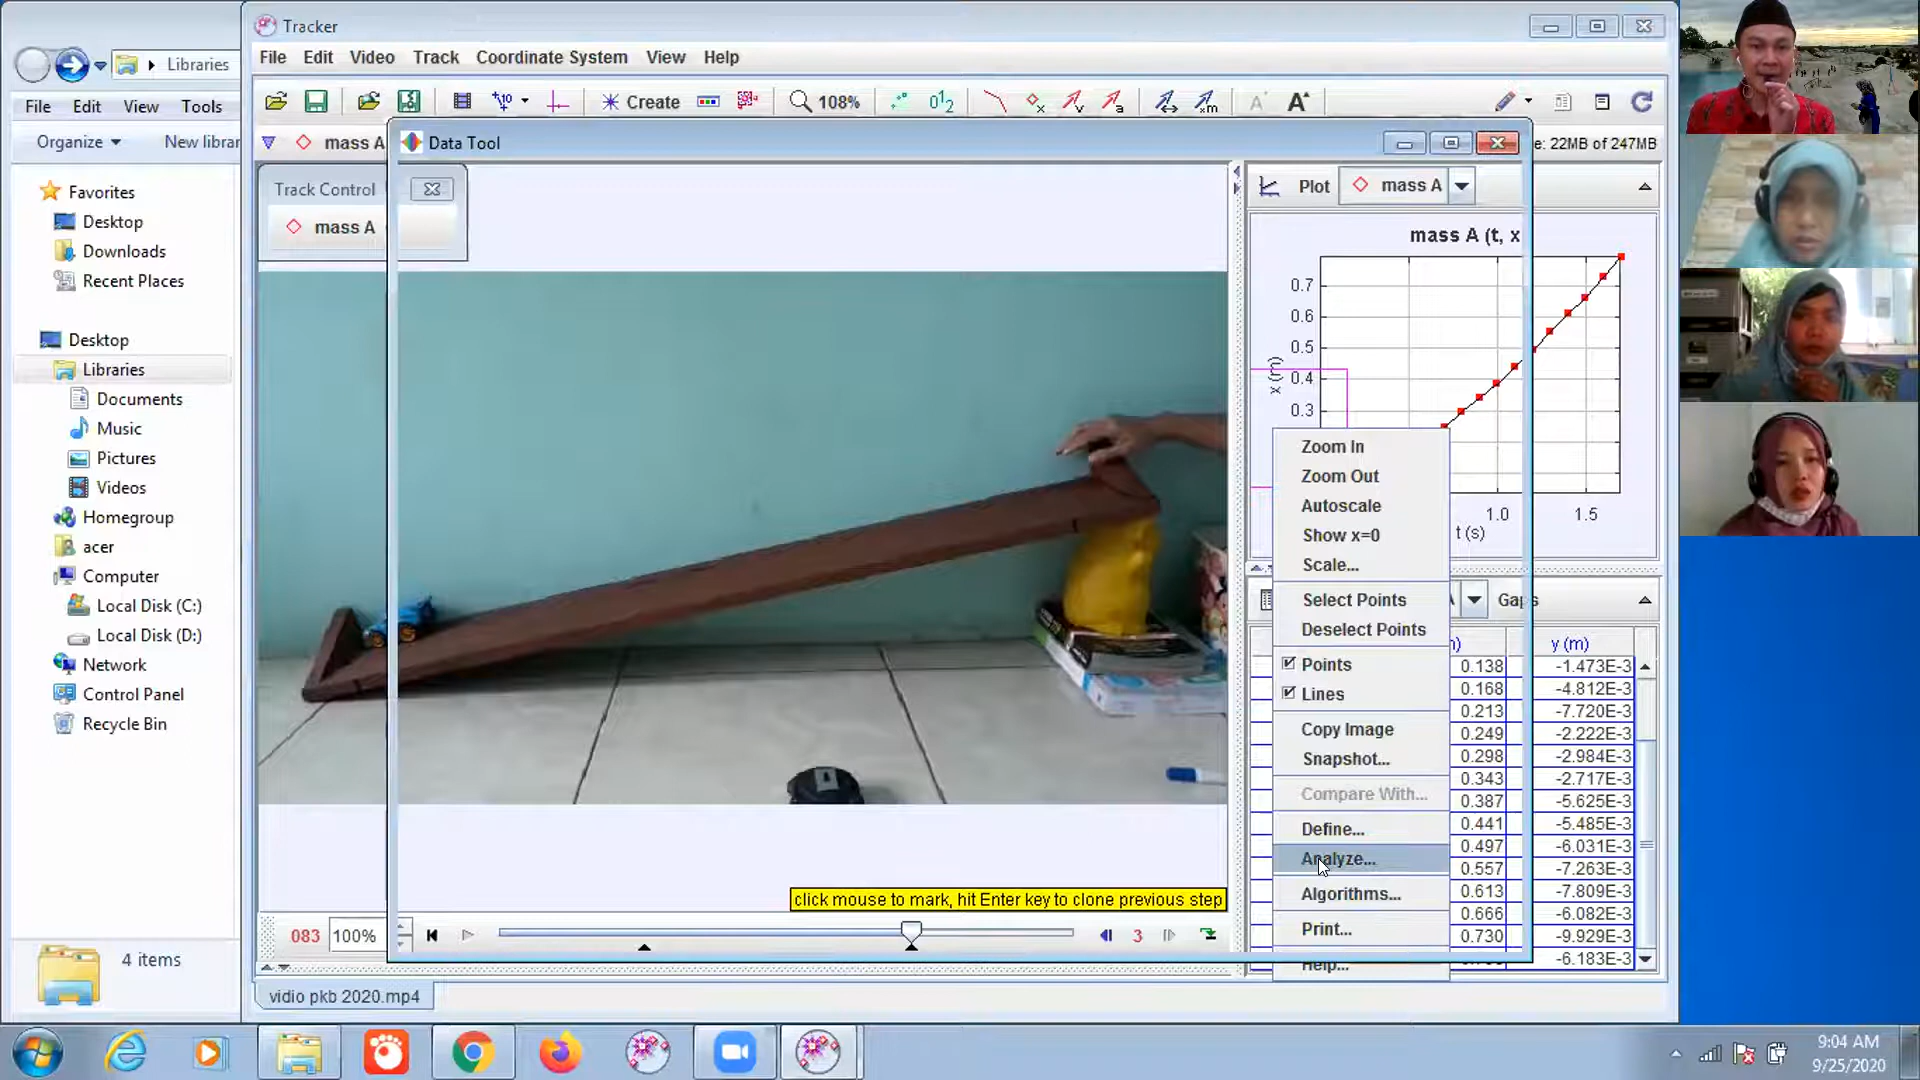 Tracker
File Edit Video Track Coordinate System View Help
Libraries
File Edit View Tools
Create 108%
Organize New librar
mass A
Data Tool
e: 22MB of 247MB
Track Control
mass A
Plot mass A
Favorites
Desktop
Downloads
Recent Places
Desktop
Libraries
Documents
Music
Pictures
Videos
Homegroup
acer
Computer
Local Disk (C:)
Local Disk (D:)
Network
Control Panel
Recycle Bin
4 items
mass A (t, x
0.7
0.6
0.5
0.4
0.3
x (m)
1.0 1.5
t (s)
Zoom In
Zoom Out
Autoscale
Show x=0
Scale...
Select Points
Deselect Points
Points
Lines
Copy Image
Snapshot...
Compare With...
Define...
Analyze...
Algorithms...
Print...
Help...
Gaps
y (m)
0.138 -1.473E-3
0.168 -4.812E-3
0.213 -7.720E-3
0.249 -2.222E-3
0.298 -2.984E-3
0.343 -2.717E-3
0.387 -5.625E-3
0.441 -5.485E-3
0.497 -6.031E-3
0.557 -7.263E-3
0.613 -7.809E-3
0.666 -6.082E-3
0.730 -9.929E-3
-6.183E-3
click mouse to mark, hit Enter key to clone previous step
083 100% 3
vidio pkb 2020.mp4
9:04 AM
9/25/2020